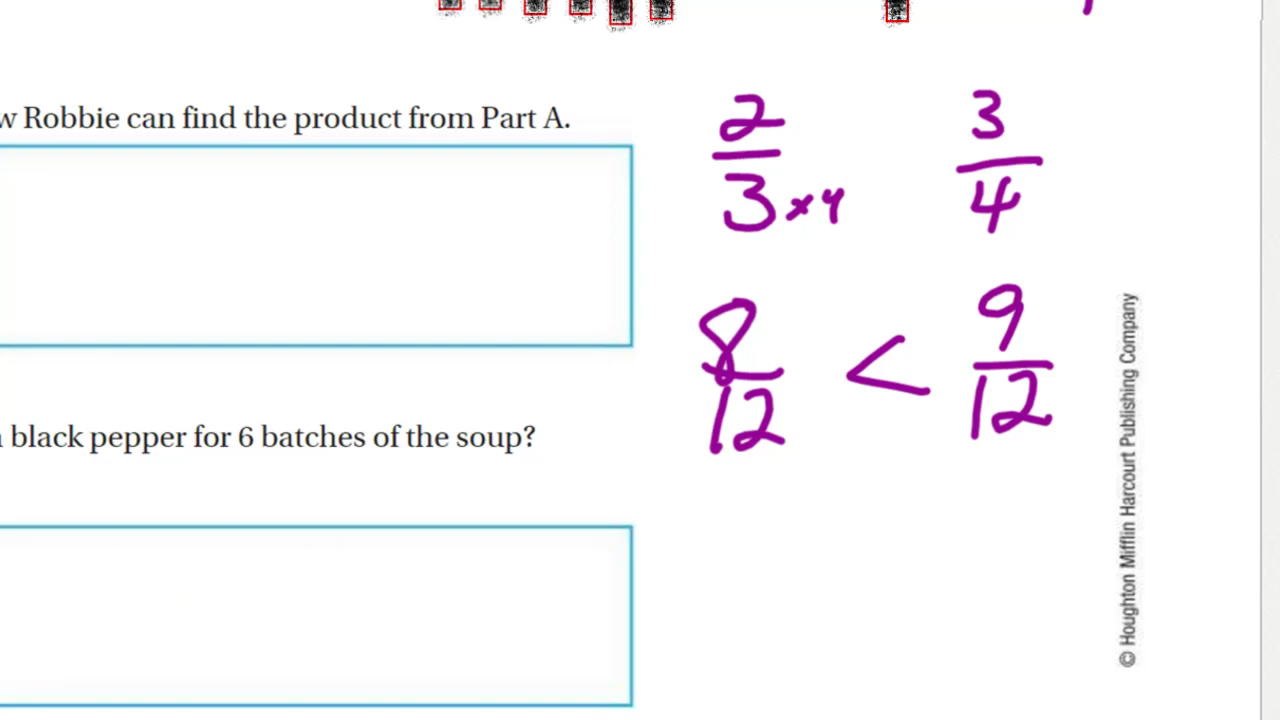 w Robbie can find the product from Part A.
2/3 ×4 3/4
8/12 < 9/12
black pepper for 6 batches of the soup?
© Houghton Mifflin Harcourt Publishing Company